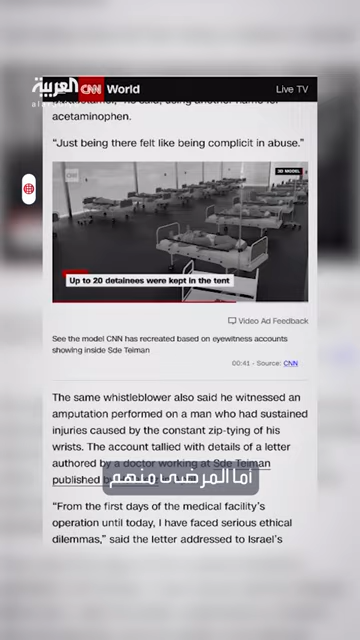 العربية
CNN World
Live TV
acetaminophen.
"Just being there felt like being complicit in abuse."
CNN
3D MODEL
Up to 20 detainees were kept in the tent
Video Ad Feedback
See the model CNN has recreated based on eyewitness accounts
showing inside Sde Teiman
00:41 - Source: CNN
The same whistleblower also said he witnessed an
amputation performed on a man who had sustained
injuries caused by the constant zip-tying of his
wrists. The account tallied with details of a letter
authored by a doctor working at Sde Teiman
published
أما المرضى منهم
"From the first days of the medical facility's
operation until today, I have faced serious ethical
dilemmas," said the letter addressed to Israel's